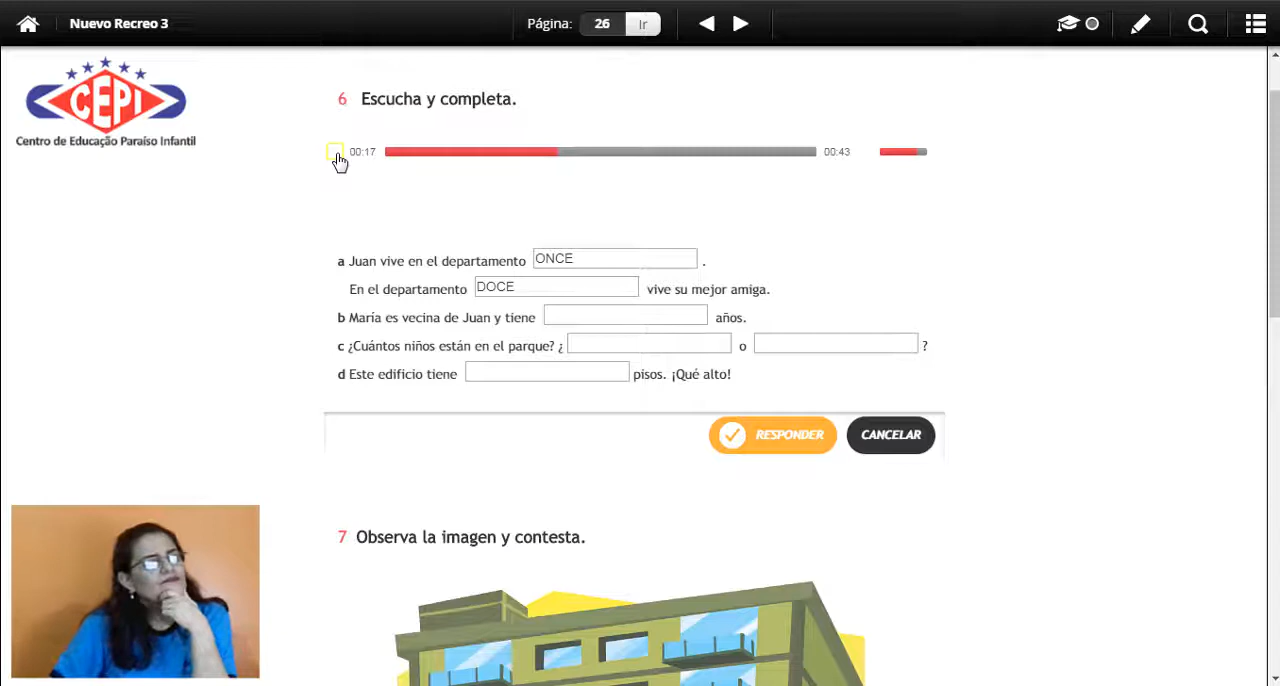 Nuevo Recreo 3 Página: 26 Ir
CEPI
Centro de Educação Paraíso Infantil
6 Escucha y completa.
00:17 00:43
a Juan vive en el departamento ONCE .
En el departamento DOCE vive su mejor amiga.
b María es vecina de Juan y tiene años.
c ¿Cuántos niños están en el parque? ¿ o ?
d Este edificio tiene pisos. ¡Qué alto!
RESPONDER CANCELAR
7 Observa la imagen y contesta.